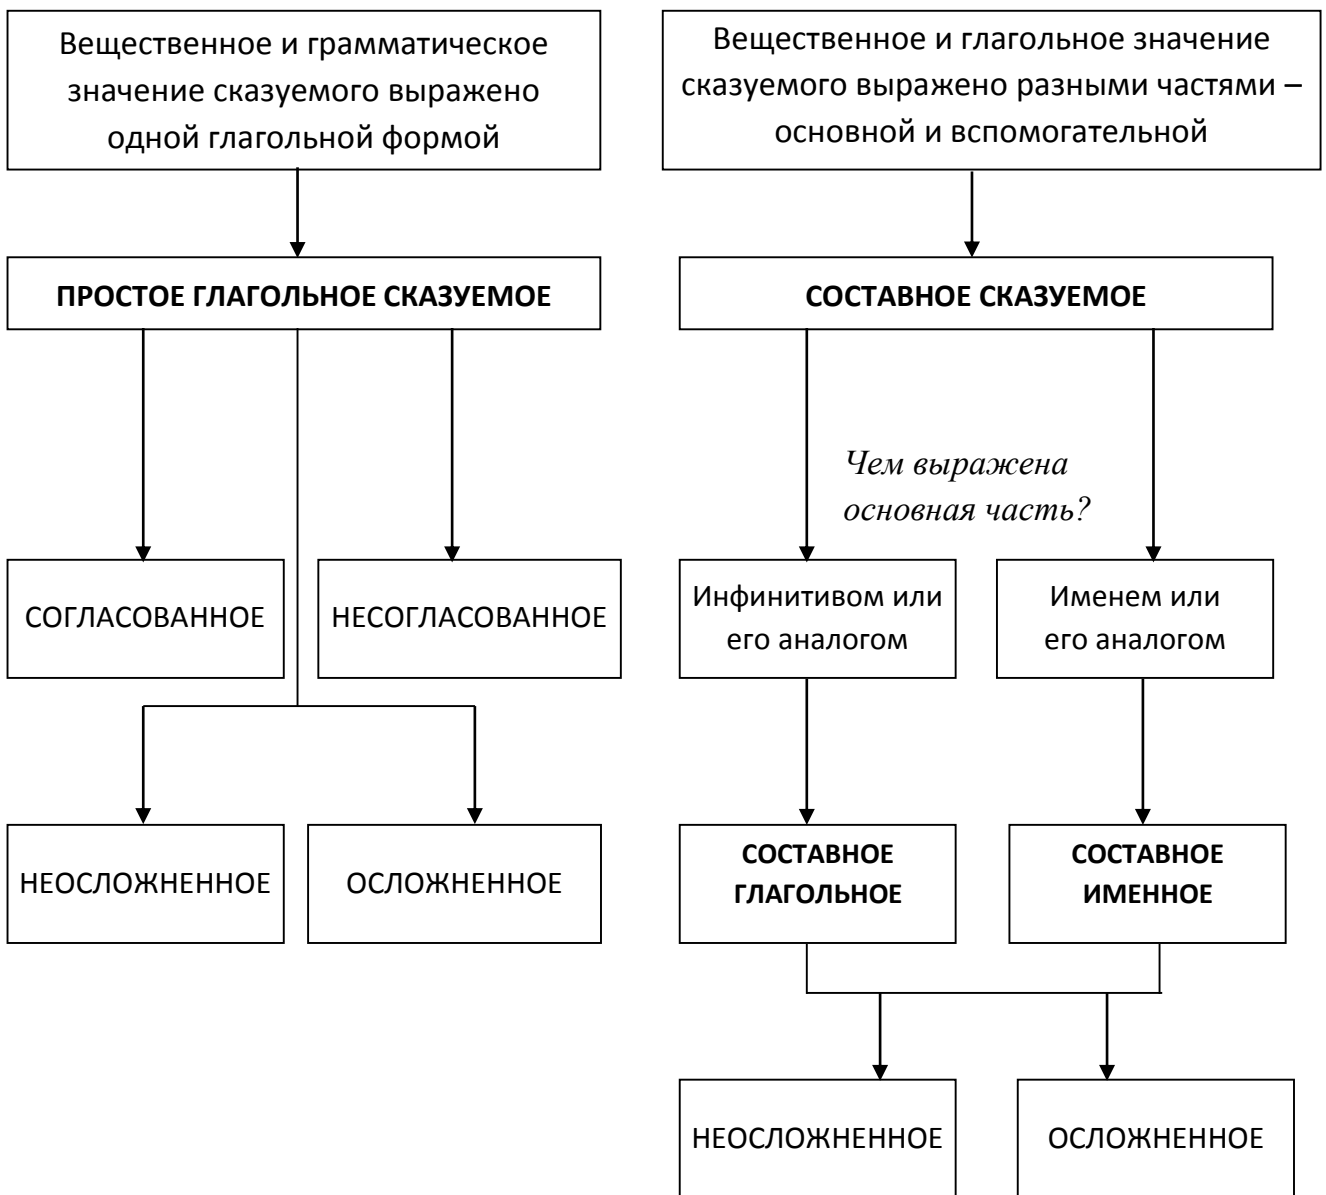 Вещественное и грамматическое
значение сказуемого выражено
одной глагольной формой
Вещественное и глагольное значение
сказуемого выражено разными частями –
основной и вспомогательной
ПРОСТОЕ ГЛАГОЛЬНОЕ СКАЗУЕМОЕ
СОСТАВНОЕ СКАЗУЕМОЕ
Чем выражена
основная часть?
СОГЛАСОВАННОЕ
НЕСОГЛАСОВАННОЕ
Инфинитивом или
его аналогом
Именем или
его аналогом
НЕОСЛОЖНЕННОЕ
ОСЛОЖНЕННОЕ
СОСТАВНОЕ
ГЛАГОЛЬНОЕ
СОСТАВНОЕ
ИМЕННОЕ
НЕОСЛОЖНЕННОЕ
ОСЛОЖНЕННОЕ